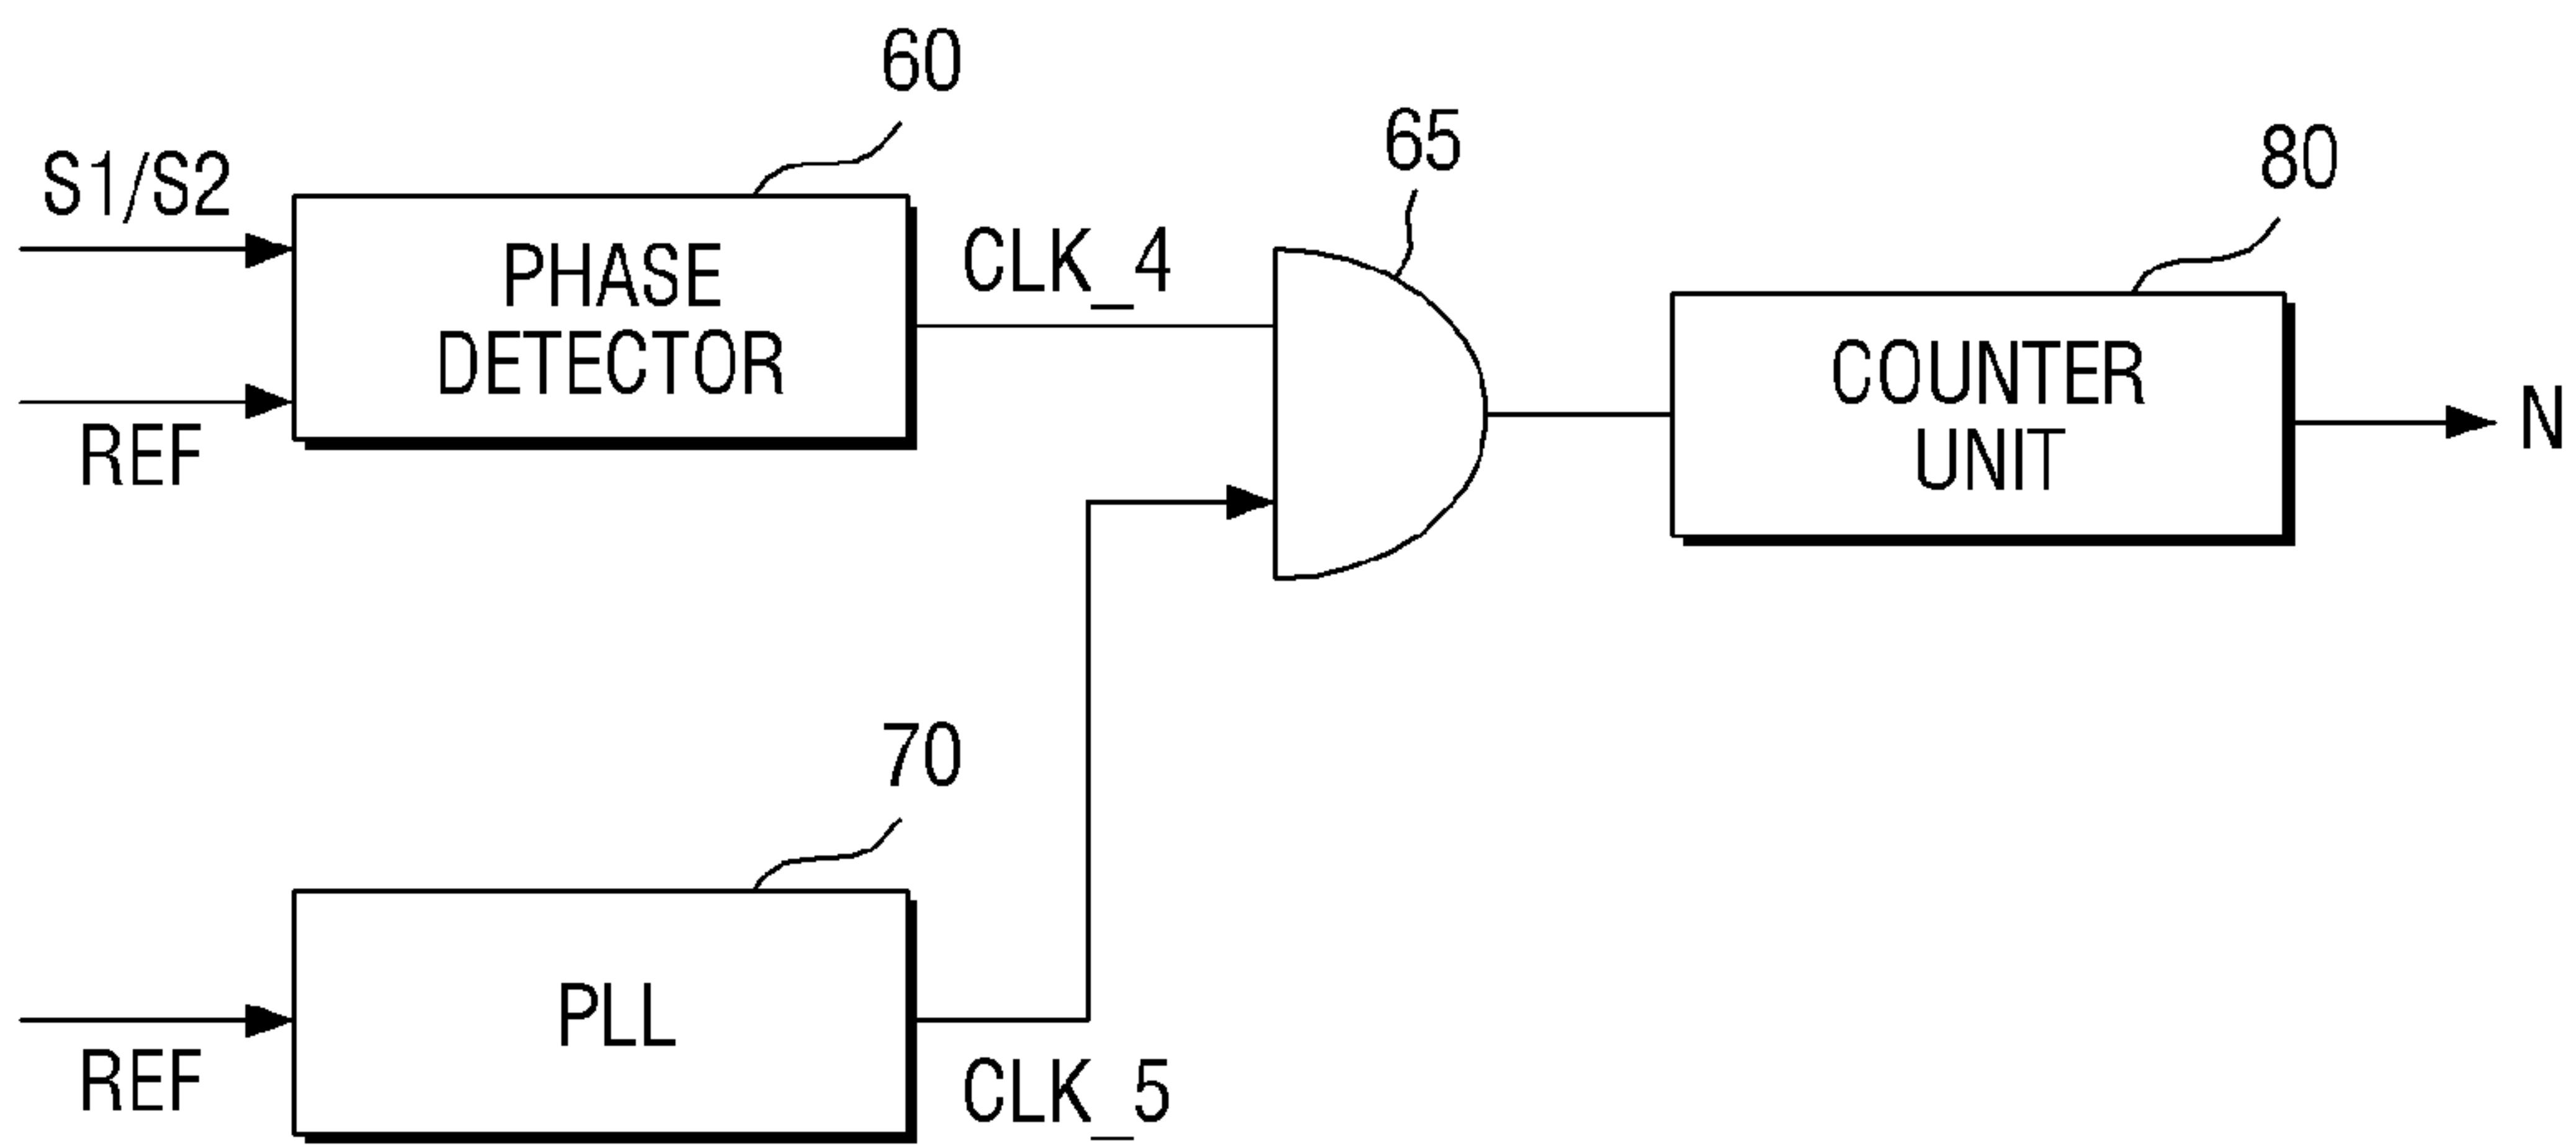 60
S1/S2
PHASE
DETECTOR
REF
CLK_4
65
80
COUNTER
UNIT
N
70
PLL
REF
CLK_5